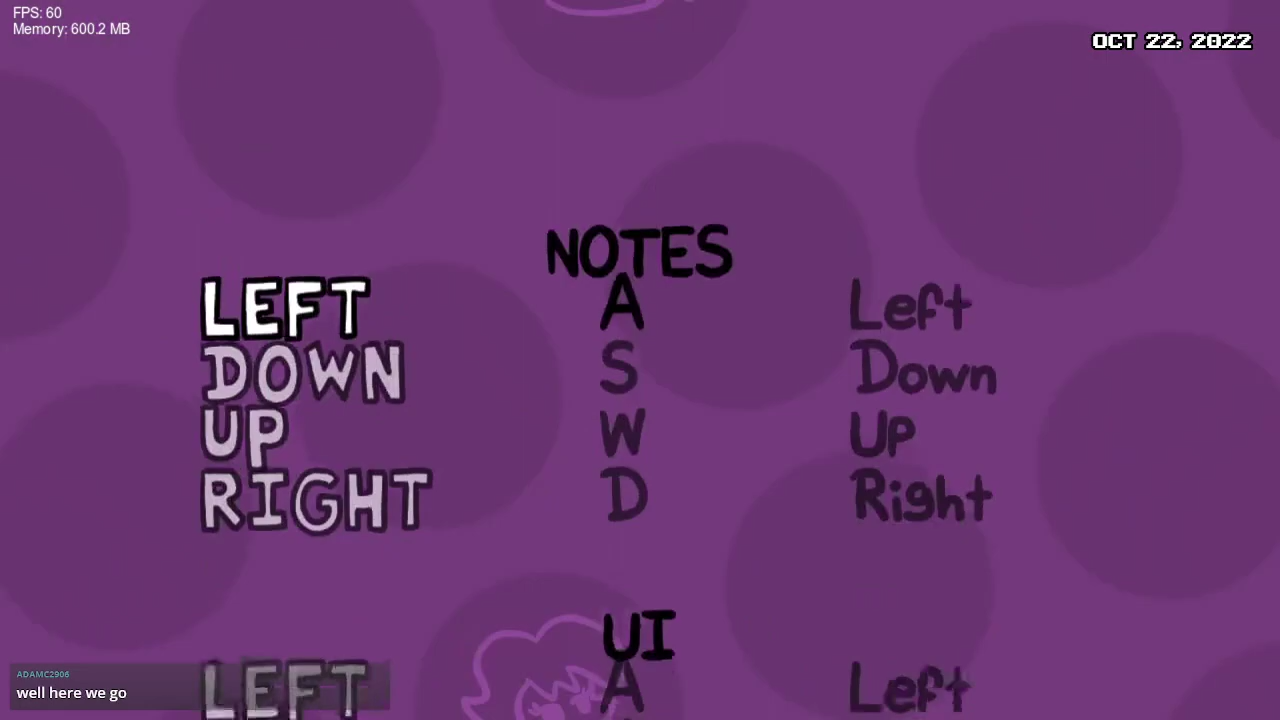 FPS: 60
Memory: 600.2 MB
OCT 22, 2022
NOTES
LEFT A Left
DOWN S Down
UP W Up
RIGHT D Right
UI
LEFT A Left
ADAMC2906
well here we go